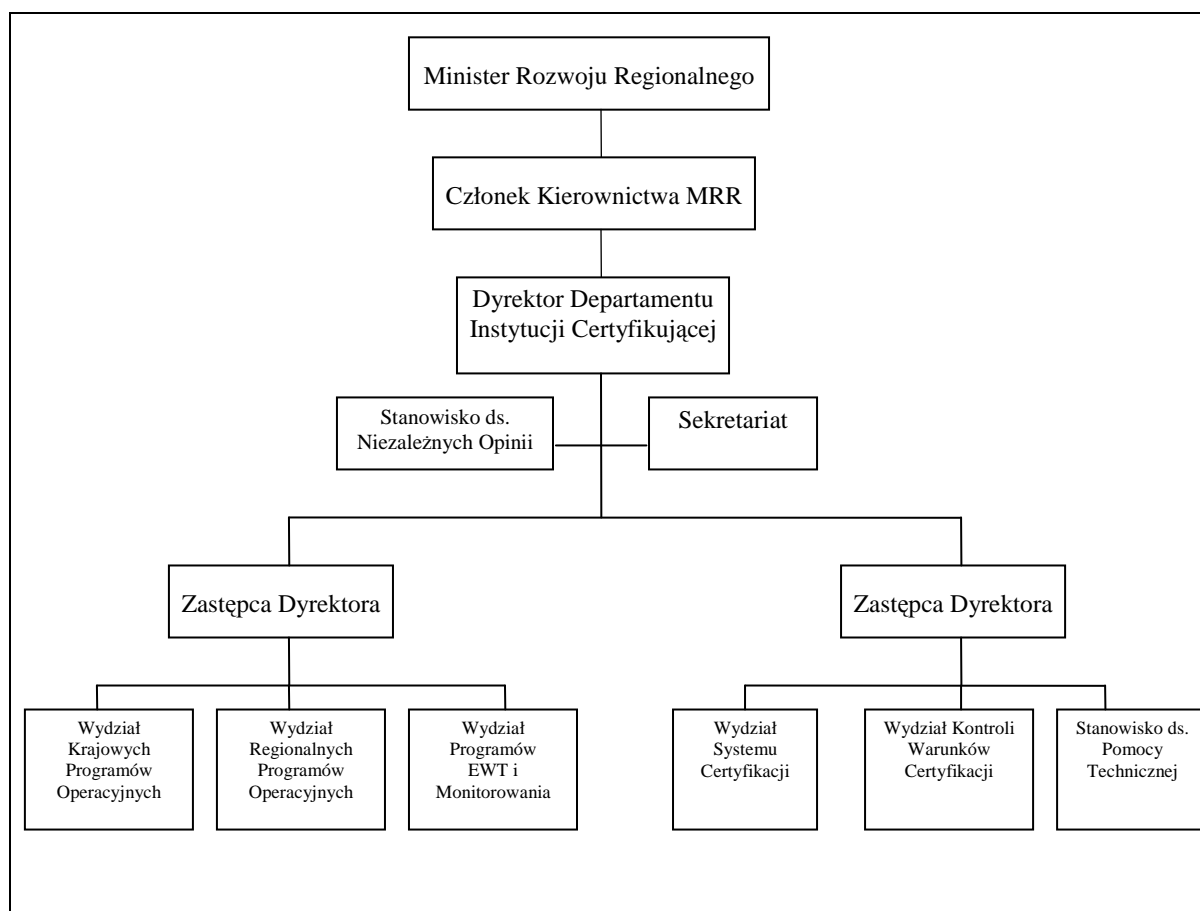 Minister Rozwoju Regionalnego
Członek Kierownictwa MRR
Dyrektor Departamentu
Instytucji Certyfikującej
Stanowisko ds.
Niezależnych Opinii
Sekretariat
Zastępca Dyrektora
Zastępca Dyrektora
Wydział
Krajowych
Programów
Operacyjnych
Wydział
Regionalnych
Programów
Operacyjnych
Wydział
Programów
EWT i
Monitorowania
Wydział
Systemu
Certyfikacji
Wydział Kontroli
Warunków
Certyfikacji
Stanowisko ds.
Pomocy
Technicznej